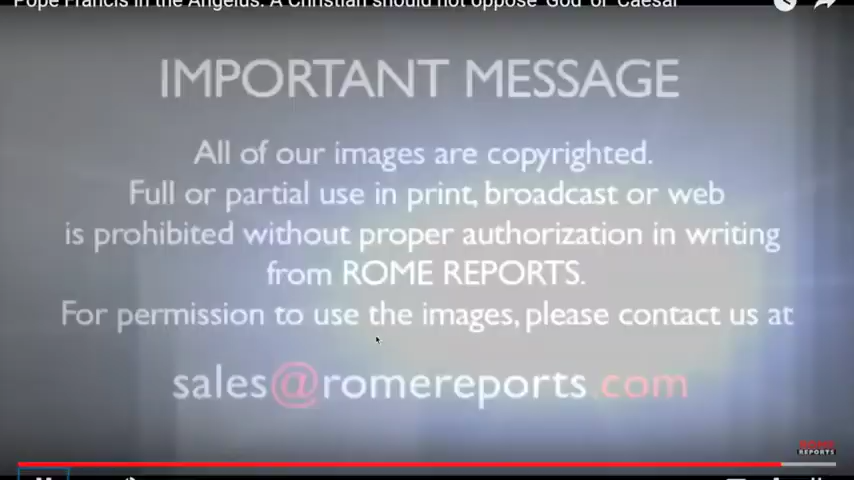 Pope Francis in the Angelus: A Christian should not oppose 'God' or 'Caesar'
IMPORTANT MESSAGE
All of our images are copyrighted.
Full or partial use in print, broadcast or web
is prohibited without proper authorization in writing
from ROME REPORTS.
For permission to use the images, please contact us at
sales@romereports.com
ROME
REPORTS